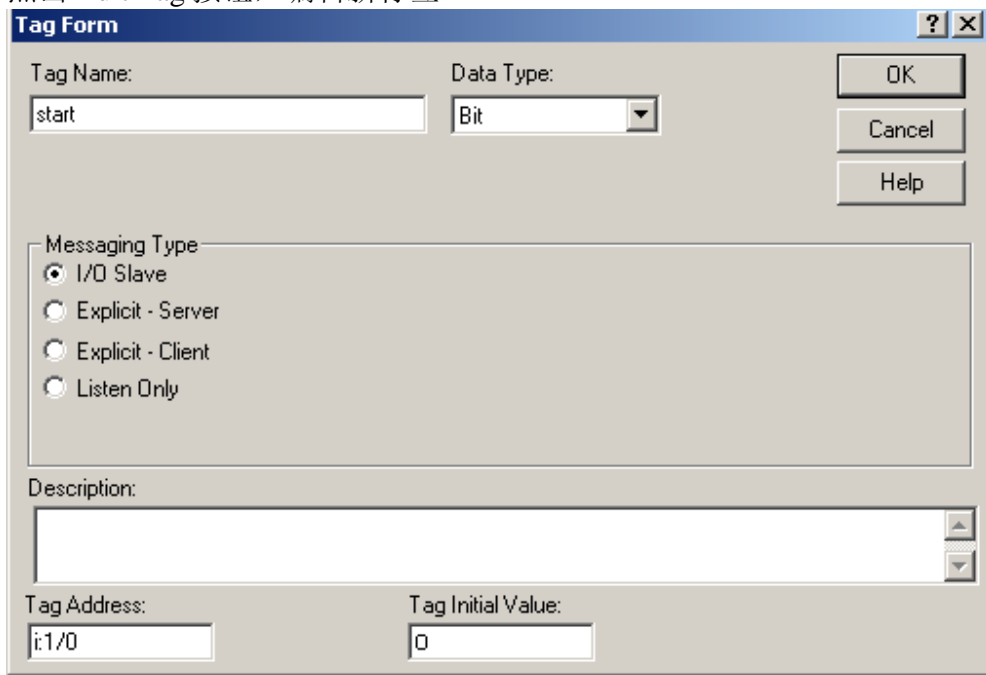 Tag Form
Tag Name: Data Type:
start Bit
OK
Cancel
Help
Messaging Type
I/O Slave
Explicit - Server
Explicit - Client
Listen Only
Description:
Tag Address: Tag Initial Value:
i:1/0 0